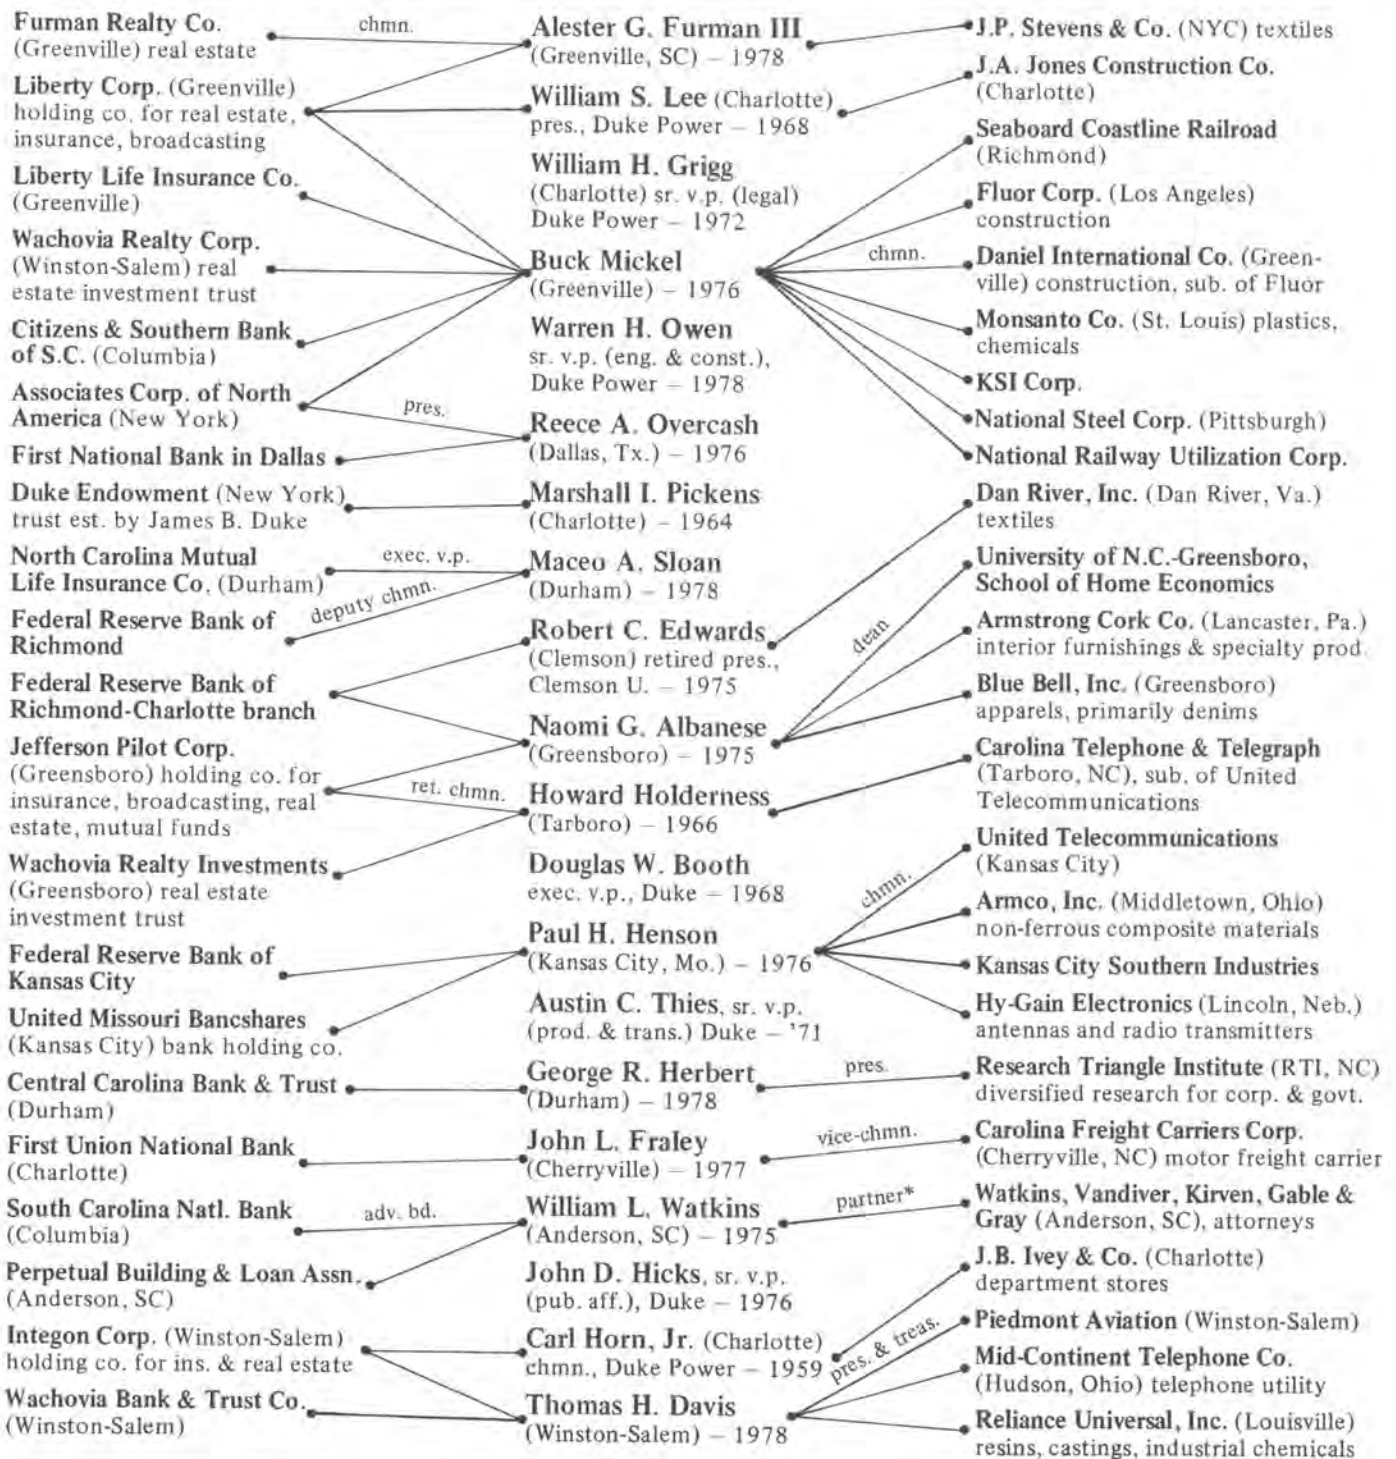 Furman Realty Co.
(Greenville) real estate
Liberty Corp. (Greenville)
holding co. for real estate,
insurance, broadcasting
Liberty Life Insurance Co.
(Greenville)
Wachovia Realty Corp.
(Winston-Salem) real
estate investment trust
Citizens & Southern Bank
of S.C. (Columbia)
Associates Corp. of North
America (New York)
First National Bank in Dallas
Duke Endowment (New York)
trust est. by James B. Duke
North Carolina Mutual
Life Insurance Co. (Durham)
Federal Reserve Bank of
Richmond
Federal Reserve Bank of
Richmond-Charlotte branch
Jefferson Pilot Corp.
(Greensboro) holding co. for
insurance, broadcasting, real
estate, mutual funds
Wachovia Realty Investments
(Greensboro) real estate
investment trust
Federal Reserve Bank of
Kansas City
United Missouri Bancshares
(Kansas City) bank holding co.
Central Carolina Bank & Trust
(Durham)
First Union National Bank
(Charlotte)
South Carolina Natl. Bank
(Columbia)
Perpetual Building & Loan Assn.
(Anderson, SC)
Integon Corp. (Winston-Salem)
holding co. for ins. & real estate
Wachovia Bank & Trust Co.
(Winston-Salem)
chmn.
pres.
exec. v.p.
deputy chmn.
ret. chmn.
adv. bd.
Alester G. Furman III
(Greenville, SC) – 1978
William S. Lee (Charlotte)
pres., Duke Power – 1968
William H. Grigg
(Charlotte) sr. v.p. (legal)
Duke Power – 1972
Buck Mickel
(Greenville) – 1976
Warren H. Owen
sr. v.p. (eng. & const.),
Duke Power – 1978
Reece A. Overcash
(Dallas, Tx.) – 1976
Marshall I. Pickens
(Charlotte) – 1964
Maceo A. Sloan
(Durham) – 1978
Robert C. Edwards
(Clemson) retired pres.,
Clemson U. – 1975
Naomi G. Albanese
(Greensboro) – 1975
Howard Holderness
(Tarboro) – 1966
Douglas W. Booth
exec. v.p., Duke – 1968
Paul H. Henson
(Kansas City, Mo.) – 1976
Austin C. Thies, sr. v.p.
(prod. & trans.) Duke – '71
George R. Herbert
(Durham) – 1978
John L. Fraley
(Cherryville) – 1977
William L. Watkins
(Anderson, SC) – 1975
John D. Hicks, sr. v.p.
(pub. aff.), Duke – 1976
Carl Horn, Jr. (Charlotte)
chmn., Duke Power – 1959
Thomas H. Davis
(Winston-Salem) – 1978
chmn.
dean
chmn.
pres.
vice-chmn.
partner*
pres. & treas.
J.P. Stevens & Co. (NYC) textiles
J.A. Jones Construction Co.
(Charlotte)
Seaboard Coastline Railroad
(Richmond)
Fluor Corp. (Los Angeles)
construction
Daniel International Co. (Green-
ville) construction, sub. of Fluor
Monsanto Co. (St. Louis) plastics,
chemicals
KSI Corp.
National Steel Corp. (Pittsburgh)
National Railway Utilization Corp.
Dan River, Inc. (Dan River, Va.)
textiles
University of N.C.-Greensboro,
School of Home Economics
Armstrong Cork Co. (Lancaster, Pa.)
interior furnishings & specialty prod.
Blue Bell, Inc. (Greensboro)
apparels, primarily denims
Carolina Telephone & Telegraph
(Tarboro, NC), sub. of United
Telecommunications
United Telecommunications
(Kansas City)
Armco, Inc. (Middletown, Ohio)
non-ferrous composite materials
Kansas City Southern Industries
Hy-Gain Electronics (Lincoln, Neb.)
antennas and radio transmitters
Research Triangle Institute (RTI, NC)
diversified research for corp. & govt.
Carolina Freight Carriers Corp.
(Cherryville, NC) motor freight carrier
Watkins, Vandiver, Kirven, Gable &
Gray (Anderson, SC), attorneys
J.B. Ivey & Co. (Charlotte)
department stores
Piedmont Aviation (Winston-Salem)
Mid-Continent Telephone Co.
(Hudson, Ohio) telephone utility
Reliance Universal, Inc. (Louisville)
resins, castings, industrial chemicals